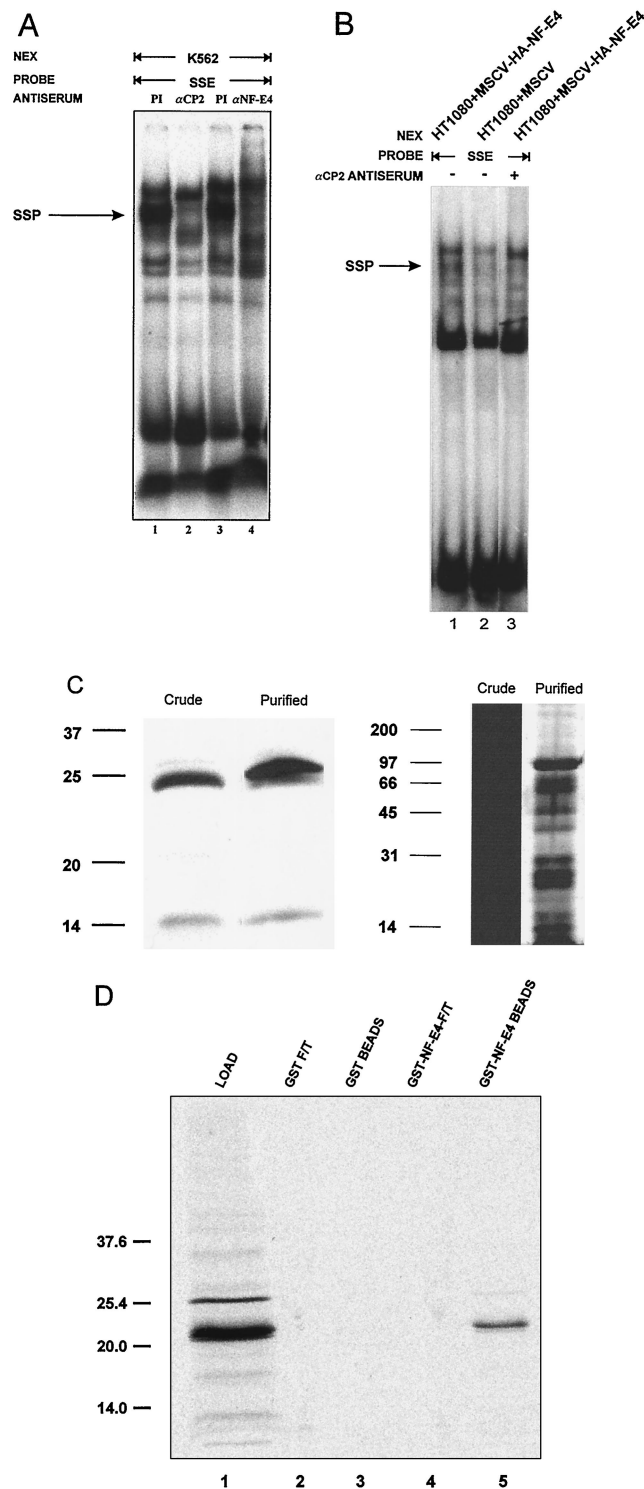 A
NEX K562
PROBE SSE
ANTISERUM PI αCP2 PI αNF-E4
SSP
1 2 3 4
B
HT1080+MSCV-HA-NF-E4
HT1080+MSCV
HT1080+MSCV-HA-NF-E4
NEX
PROBE SSE
αCP2 ANTISERUM - - +
SSP
1 2 3
C
Crude Purified
37
25
20
14
Crude Purified
200
97
66
45
31
14
D
LOAD
GST F/T
GST BEADS
GST-NF-E4-F/T
GST-NF-E4 BEADS
37.6
25.4
20.0
14.0
1 2 3 4 5